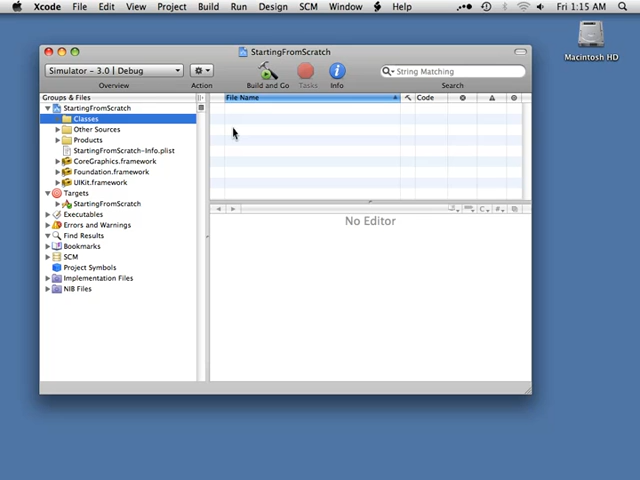 Xcode File Edit View Project Build Run Design SCM Window Help Fri 1:15 AM
Macintosh HD
StartingFromScratch
Simulator - 3.0 | Debug
String Matching
Overview Action Build and Go Tasks Info Search
Groups & Files
File Name Code
StartingFromScratch
Classes
Other Sources
Products
StartingFromScratch-Info.plist
CoreGraphics.framework
Foundation.framework
UIKit.framework
Targets
StartingFromScratch
Executables
Errors and Warnings
Find Results
Bookmarks
SCM
Project Symbols
Implementation Files
NIB Files
C # 
No Editor